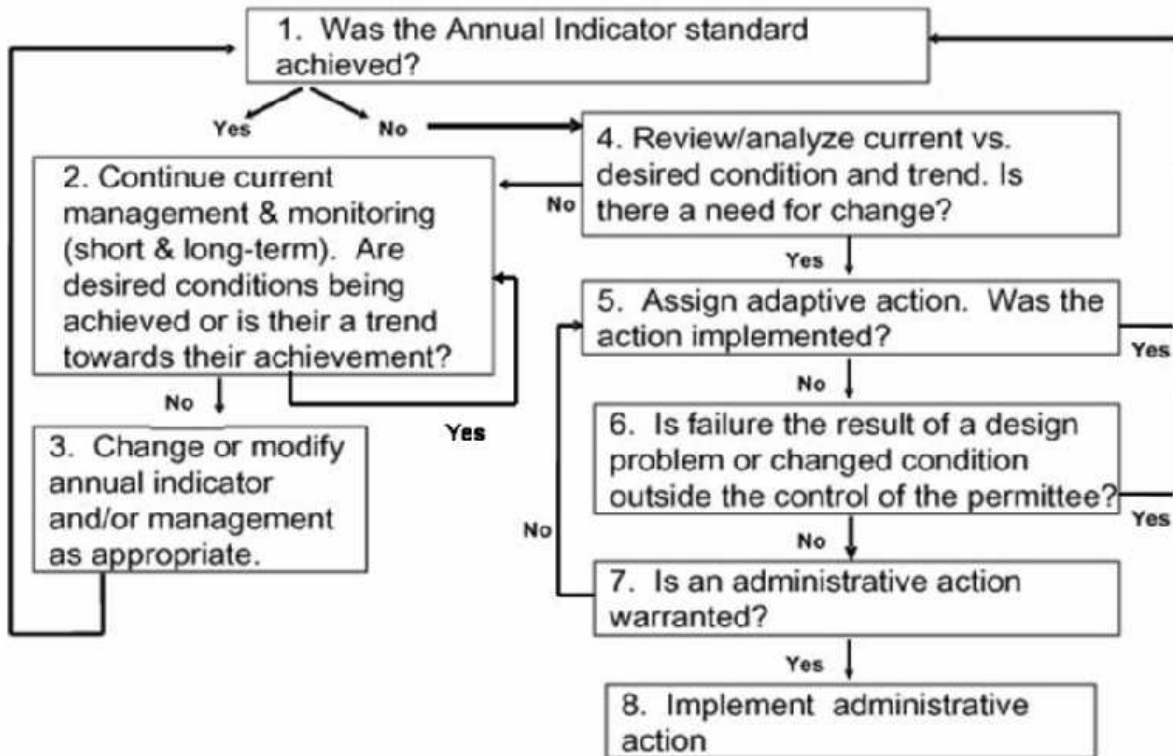 1. Was the Annual Indicator standard
achieved?
Yes
No
2. Continue current
management & monitoring
(short & long-term). Are
desired conditions being
achieved or is their a trend
towards their achievement?
No
Yes
3. Change or modify
annual indicator
and/or management
as appropriate.
4. Review/analyze current vs.
desired condition and trend. Is
there a need for change?
No
Yes
5. Assign adaptive action. Was the
action implemented?
Yes
No
6. Is failure the result of a design
problem or changed condition
outside the control of the permittee?
Yes
No
7. Is an administrative action
warranted?
No
Yes
8. Implement administrative
action